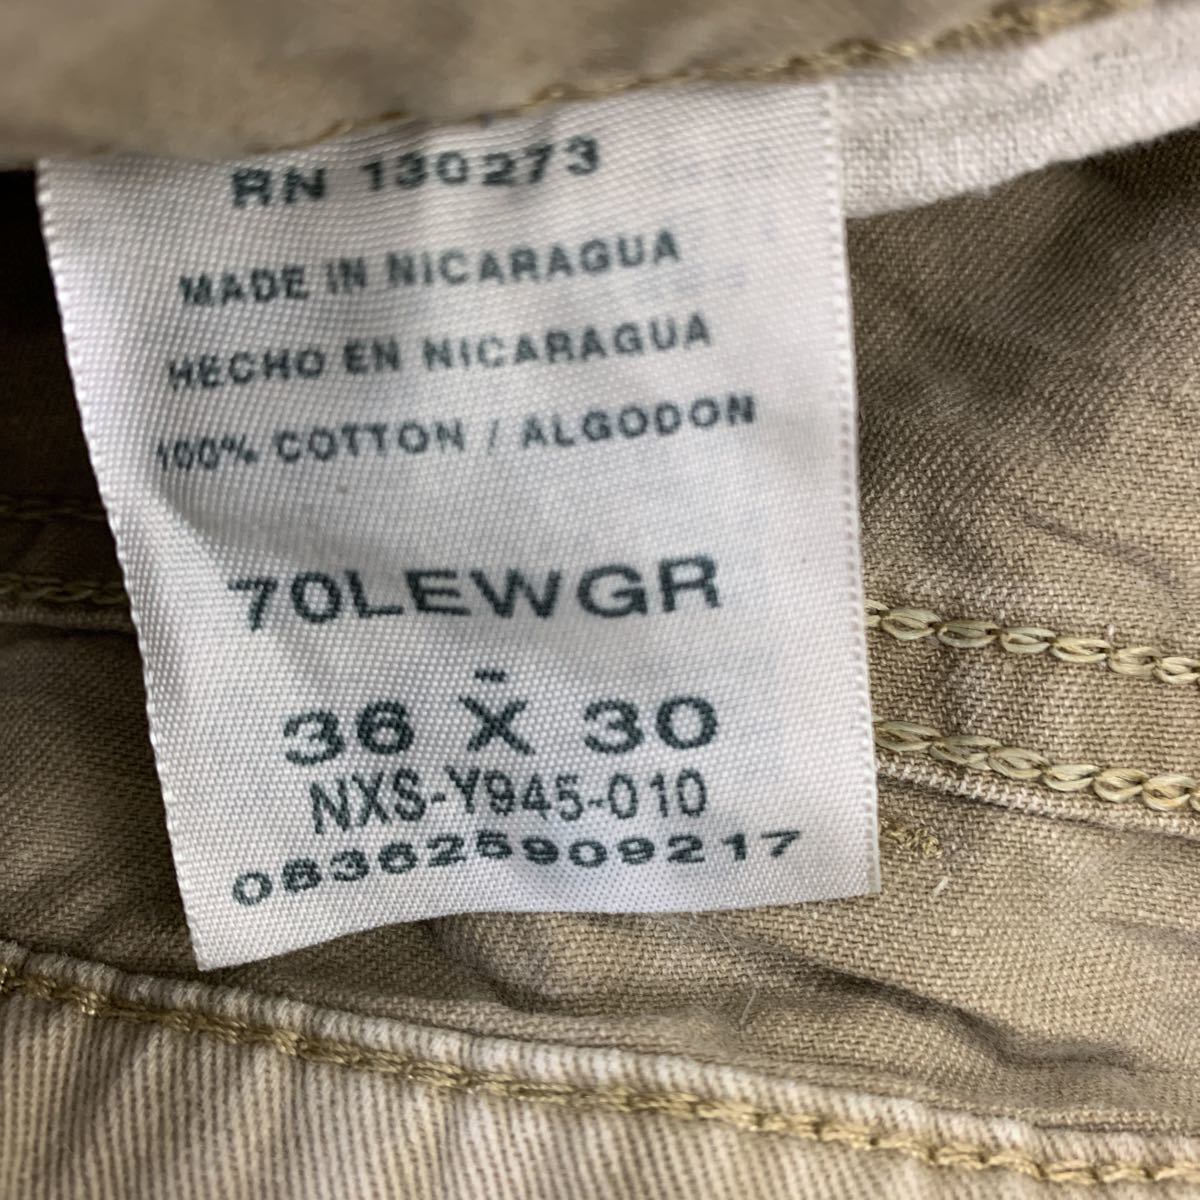 RN 130273
MADE IN NICARAGUA
HECHO EN NICARAGUA
100% COTTON / ALGODON
70LEWGR
36 X 30
NXS-Y945-010
083625909217